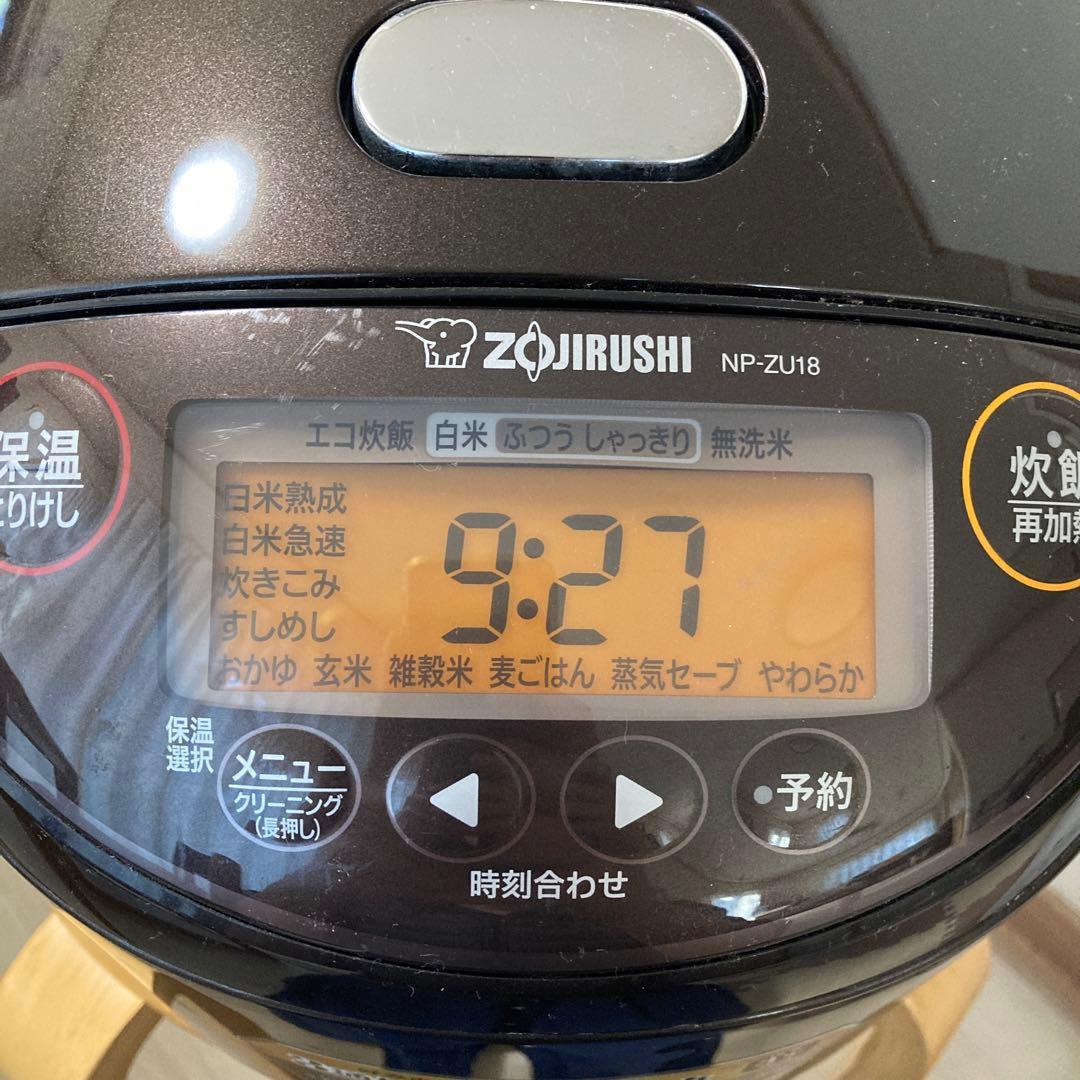 ZOJIRUSHI NP-ZU18
エコ炊飯 白米 ふつう しゃっきり 無洗米
白米熟成
白米急速
炊きこみ
すしめし
9:27
おかゆ 玄米 雑穀米 麦ごはん 蒸気セーブ やわらか
保温
とりけし
炊飯
再加熱
保温
選択
メニュー
クリーニング
(長押し)
予約
時刻合わせ